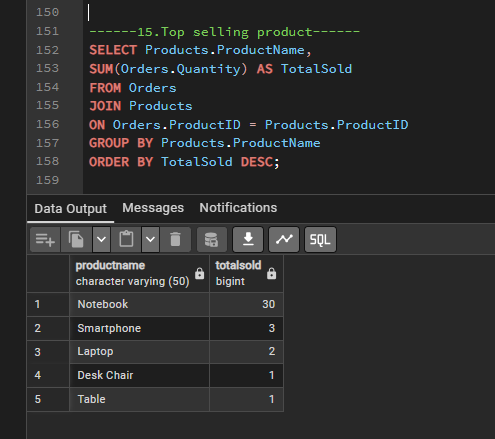 150
151 ------15.Top selling product------
152 SELECT Products.ProductName,
153 SUM(Orders.Quantity) AS TotalSold
154 FROM Orders
155 JOIN Products
156 ON Orders.ProductID = Products.ProductID
157 GROUP BY Products.ProductName
158 ORDER BY TotalSold DESC;
159
Data Output Messages Notifications
SQL
productname totalsold
character varying (50) bigint
1 Notebook 30
2 Smartphone 3
3 Laptop 2
4 Desk Chair 1
5 Table 1